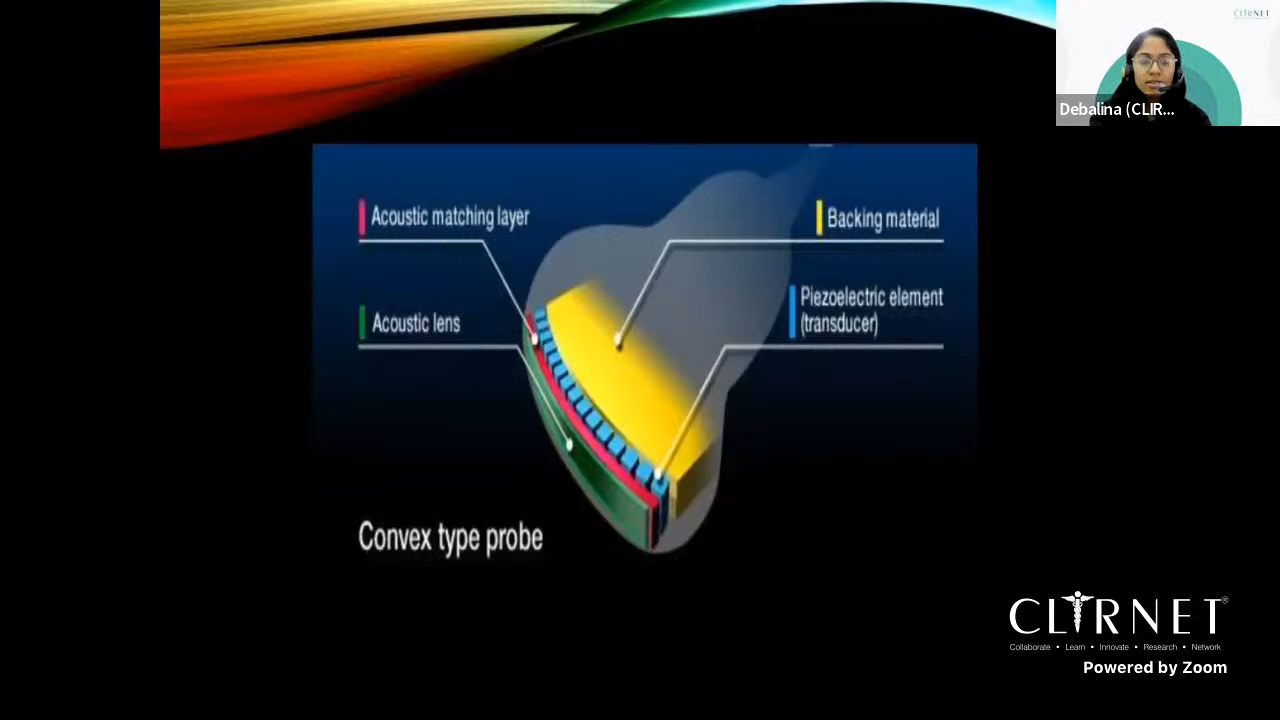 CLIRNET
Debalina (CLIR...
Acoustic matching layer
Backing material
Piezoelectric element
(transducer)
Acoustic lens
Convex type probe
CLIRNET®
Collaborate • Learn • Innovate • Research • Network
Powered by Zoom